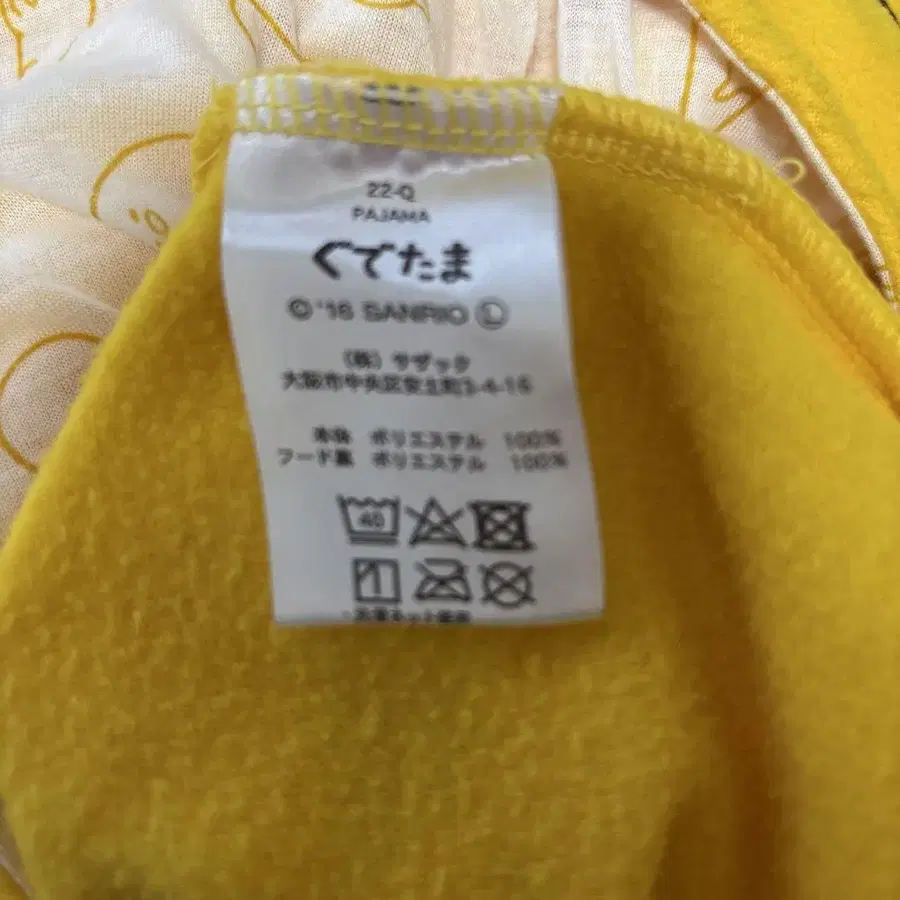 22-Q
PAJAMA
ぐでたま
© '16 SANRIO Ⓛ
(株) サザック
大阪市中央区安土町3-4-16
本体 ポリエステル 100%
フード裏 ポリエステル 100%
40